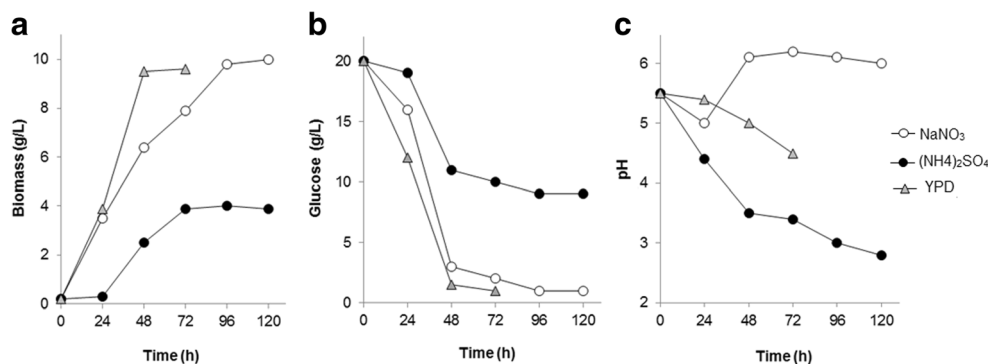 a
10
8
6
4
2
0
Biomass (g/L)
0 24 48 72 96 120
Time (h)
b
20
15
10
5
0
Glucose (g/L)
0 24 48 72 96 120
Time (h)
c
6
5
4
3
2
pH
0 24 48 72 96 120
Time (h)
NaNO₃
(NH4)₂SO₄
YPD